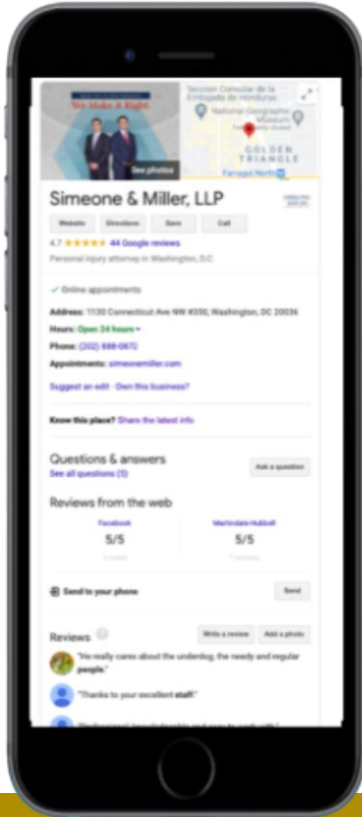 We Make it Right.
See photos
Seccion Consular de la
Embajada de Honduras
National Geographic
Museum
GOLDEN
TRIANGLE
Farragut North
Simeone & Miller, LLP
Website Directions Save Call
4.7 44 Google reviews
Personal injury attorney in Washington, D.C.
Online appointments
Address: 1130 Connecticut Ave NW #350, Washington, DC 20036
Hours: Open 24 hours
Phone: (202) 888-0872
Appointments: simeonemiller.com
Suggest an edit · Own this business?
Know this place? Share the latest info
Questions & answers
See all questions (5)
Ask a question
Reviews from the web
Facebook Martindale-Hubbell
5/5 5/5
Send to your phone Send
Reviews Write a review Add a photo
"He really cares about the underdog, the needy and regular
people."
"Thanks to your excellent staff."